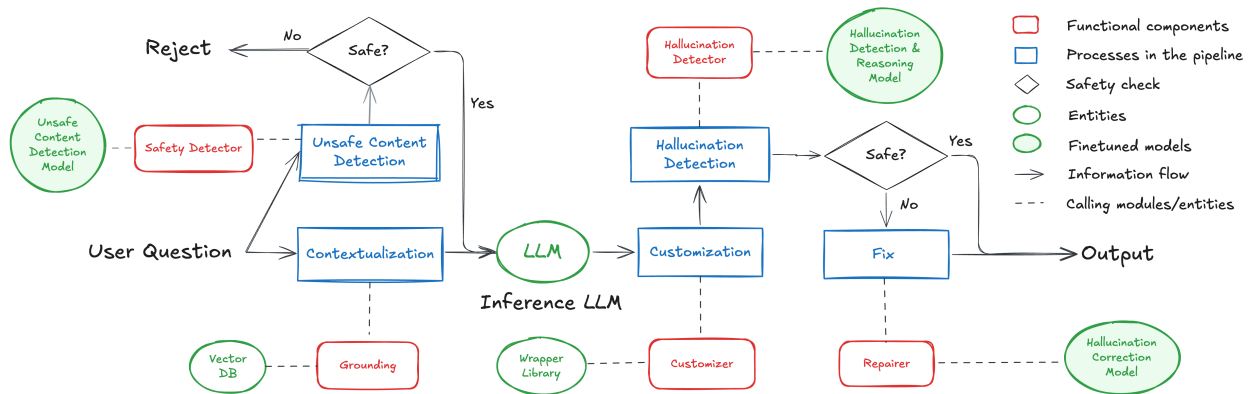 Reject
No
Safe?
Yes
Unsafe
Content
Detection
Model
Safety Detector
Unsafe Content
Detection
User Question
Contextualization
LLM
Inference LLM
Vector
DB
Grounding
Hallucination
Detector
Hallucination
Detection &
Reasoning
Model
Hallucination
Detection
Safe?
Yes
No
Customization
Fix
Output
Wrapper
Library
Customizer
Repairer
Hallucination
Correction
Model
Functional components
Processes in the pipeline
Safety check
Entities
Finetuned models
Information flow
Calling modules/entities